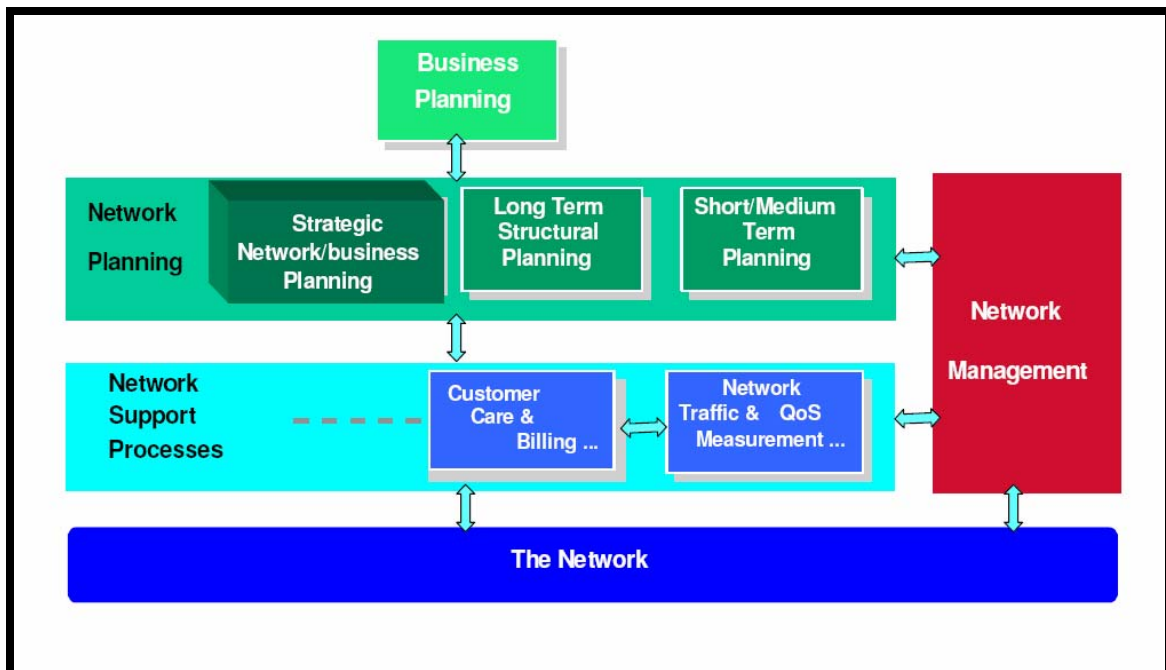 Business
Planning
Network
Planning
Strategic
Network/business
Planning
Long Term
Structural
Planning
Short/Medium
Term
Planning
Network
Management
Network
Support
Processes
Customer
Care &
Billing ...
Network
Traffic & QoS
Measurement ...
The Network